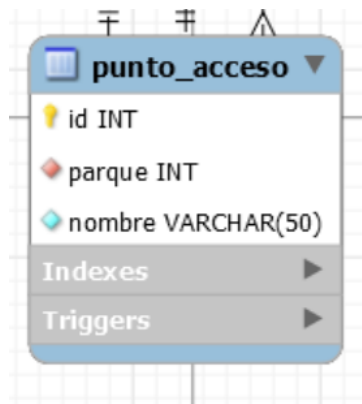 punto_acceso
id INT
parque INT
nombre VARCHAR(50)
Indexes
Triggers